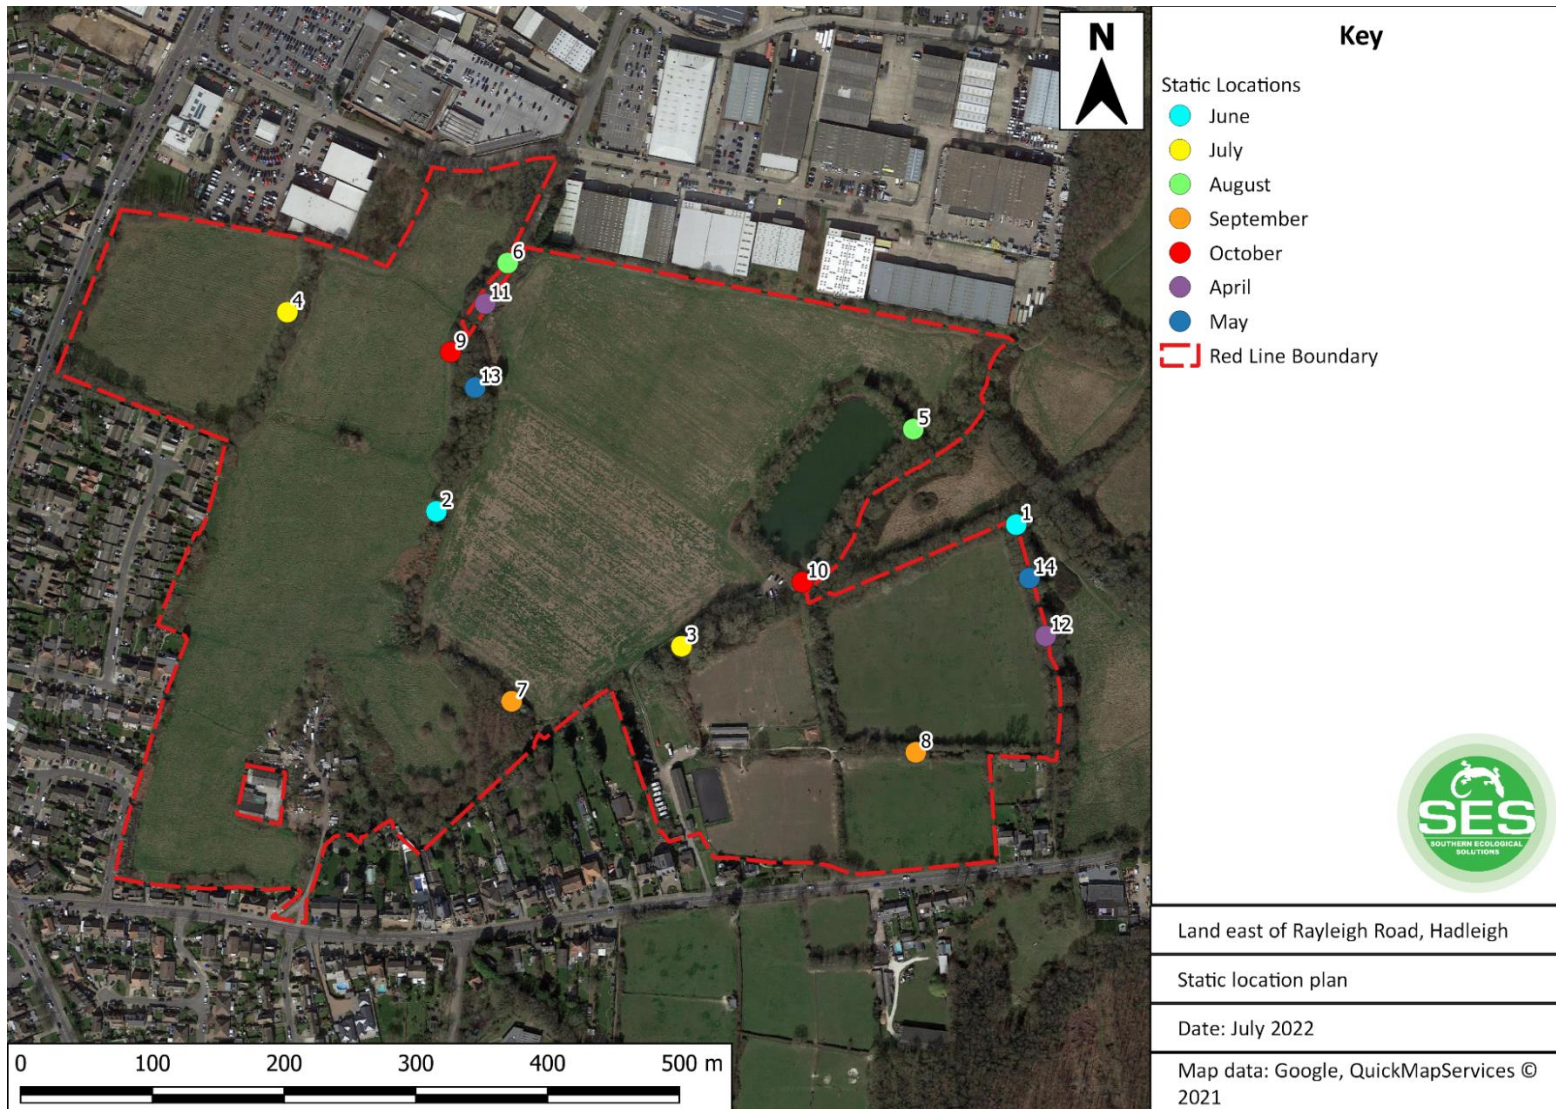 N
Key
Static Locations
June
July
August
September
October
April
May
Red Line Boundary
6
11
4
9
13
5
2
1
14
10
12
3
7
8
SES
SOUTHERN ECOLOGICAL
SOLUTIONS
Land east of Rayleigh Road, Hadleigh
Static location plan
Date: July 2022
Map data: Google, QuickMapServices ©
2021
0 100 200 300 400 500 m